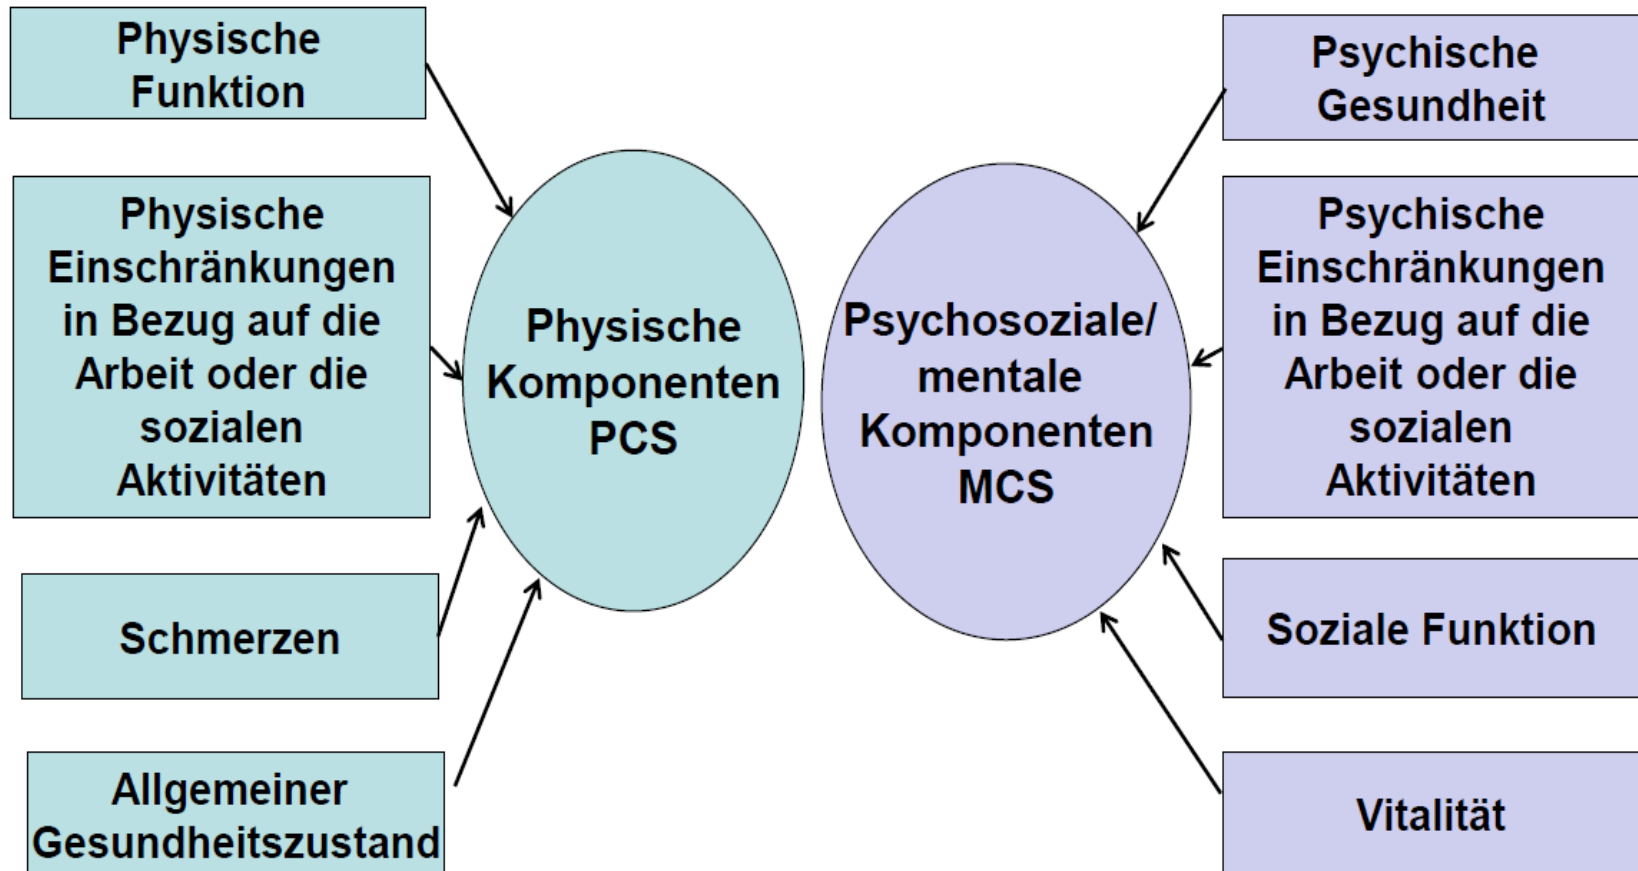 Physische
Funktion
Physische
Einschränkungen
in Bezug auf die
Arbeit oder die
sozialen
Aktivitäten
Schmerzen
Allgemeiner
Gesundheitszustand
Physische
Komponenten
PCS
Psychosoziale/
mentale
Komponenten
MCS
Psychische
Gesundheit
Psychische
Einschränkungen
in Bezug auf die
Arbeit oder die
sozialen
Aktivitäten
Soziale Funktion
Vitalität